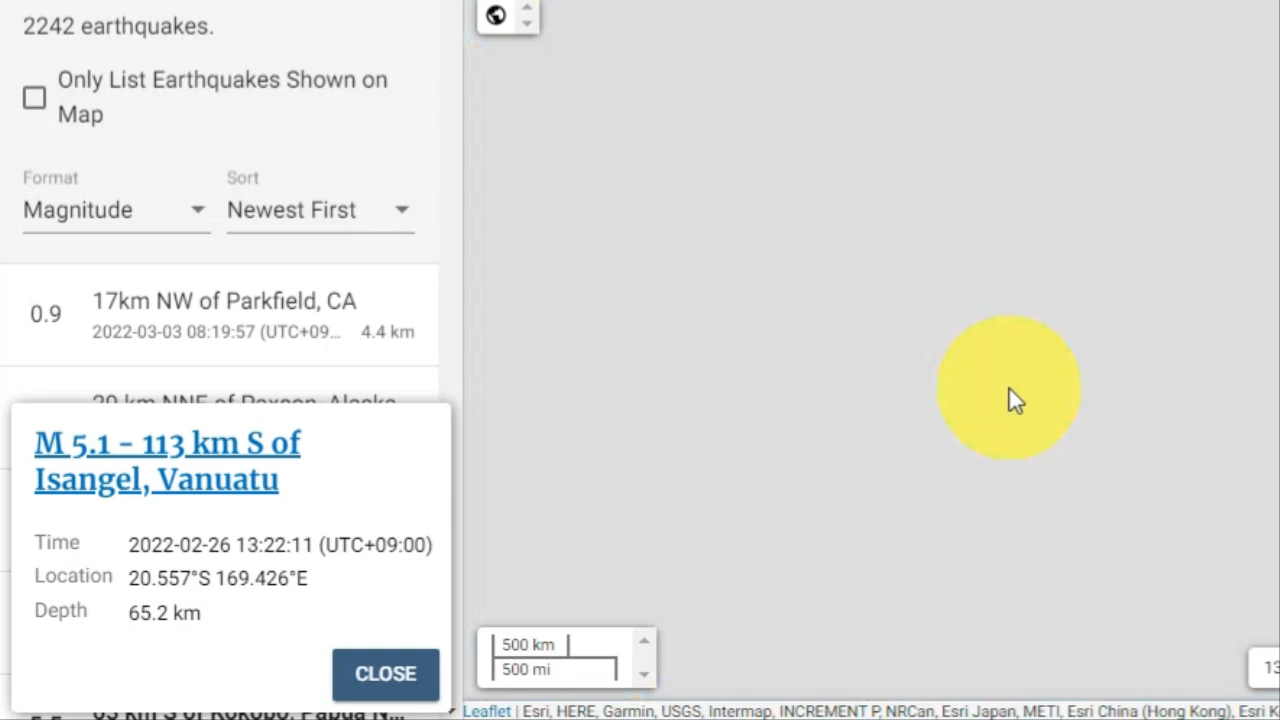 2242 earthquakes.
Only List Earthquakes Shown on
Map
Format
Sort
Magnitude
Newest First
0.9
17km NW of Parkfield, CA
2022-03-03 08:19:57 (UTC+09...
4.4 km
M 5.1 - 113 km S of
Isangel, Vanuatu
Time
2022-02-26 13:22:11 (UTC+09:00)
Location
20.557°S 169.426°E
Depth
65.2 km
CLOSE
500 km
500 mi
13
Leaflet | Esri, HERE, Garmin, USGS, Intermap, INCREMENT P, NRCan, Esri Japan, METI, Esri China (Hong Kong), Esri K